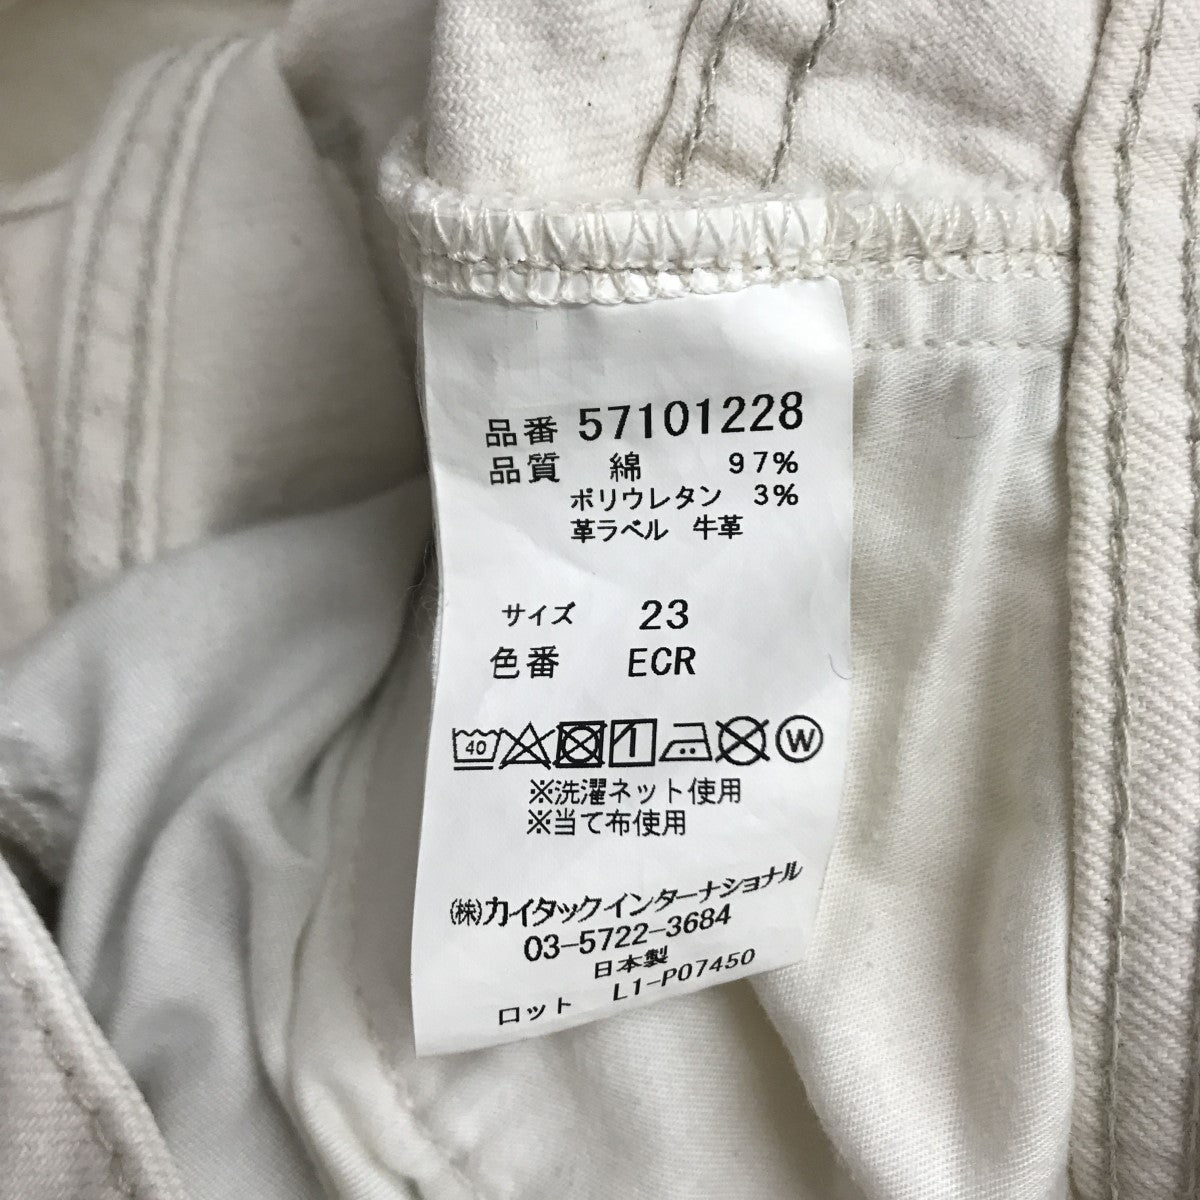 品番 57101228
品質 綿 97%
ポリウレタン 3%
革ラベル 牛革
サイズ 23
色番 ECR
40 W
※洗濯ネット使用
※当て布使用
㈱カイタックインターナショナル
03-5722-3684
日本製
ロット L1-P07450